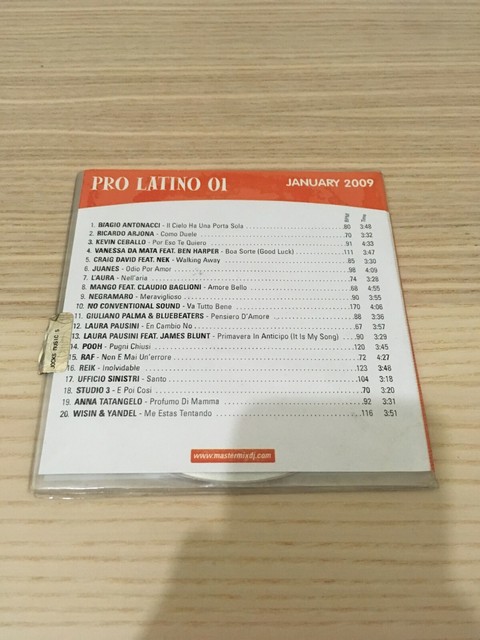 PRO LATINO 01 JANUARY 2009
BPM Time
1. BIAGIO ANTONACCI - Il Cielo Ha Una Porta Sola 80 3:48
2. RICARDO ARJONA - Como Duele 70 3:32
3. KEVIN CEBALLO - Por Eso Te Quiero 91 4:33
4. VANESSA DA MATA FEAT. BEN HARPER - Boa Sorte (Good Luck) 111 3:47
5. CRAIG DAVID FEAT. NEK - Walking Away 85 3:30
6. JUANES - Odio Por Amor 98 4:09
7. L'AURA - Nell'aria 74 3:28
8. MANGO FEAT. CLAUDIO BAGLIONI - Amore Bello 68 4:55
9. NEGRAMARO - Meraviglioso 90 3:55
10. NO CONVENTIONAL SOUND - Va Tutto Bene 170 4:06
11. GIULIANO PALMA & BLUEBEATERS - Pensiero D'Amore 88 3:36
12. LAURA PAUSINI - En Cambio No 67 3:57
13. LAURA PAUSINI FEAT. JAMES BLUNT - Primavera In Anticipo (It Is My Song) 90 3:29
14. POOH - Pugni Chiusi 120 3:45
15. RAF - Non E Mai Un'errore 72 4:27
16. REIK - Inolvidable 123 3:46
17. UFFICIO SINISTRI - Santo 104 3:18
18. STUDIO 3 - E Poi Cosi 70 3:20
19. ANNA TATANGELO - Profumo Di Mamma 92 3:31
20. WISIN & YANDEL - Me Estas Tentando 116 3:51
www.mastermixdj.com